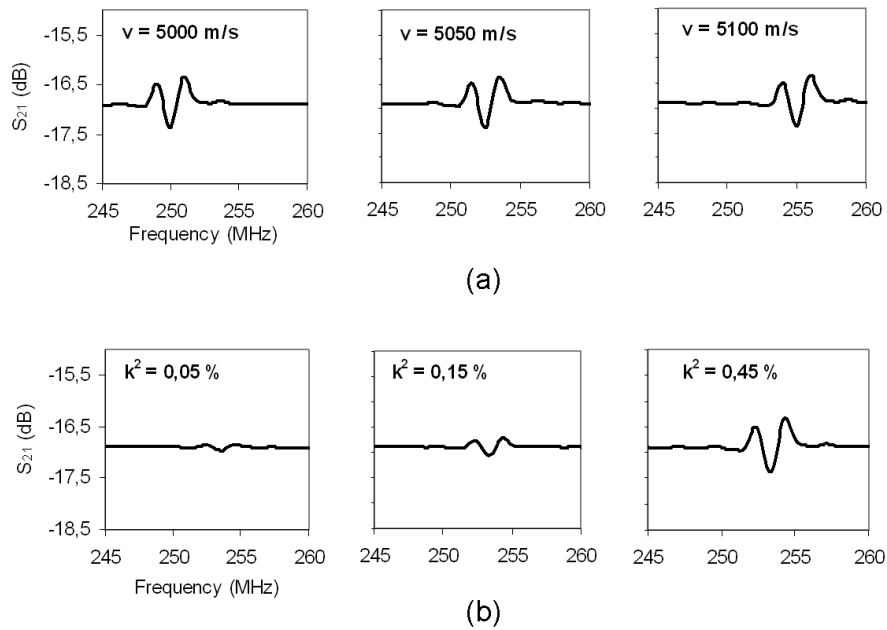 v = 5000 m/s
v = 5050 m/s
v = 5100 m/s
S21 (dB)
-15,5
-16,5
-17,5
-18,5
245 250 255 260
245 250 255 260
245 250 255 260
Frequency (MHz)
(a)
k² = 0,05 %
k² = 0,15 %
k² = 0,45 %
S21 (dB)
-15,5
-16,5
-17,5
-18,5
245 250 255 260
245 250 255 260
245 250 255 260
Frequency (MHz)
(b)